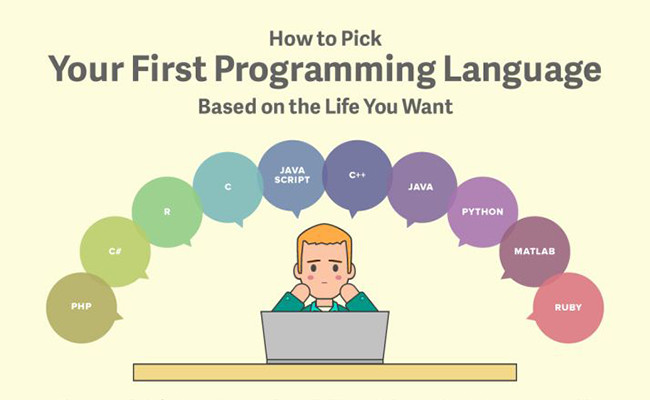 How to Pick
Your First Programming Language
Based on the Life You Want
PHP
C#
R
C
JAVA
SCRIPT
C++
JAVA
PYTHON
MATLAB
RUBY